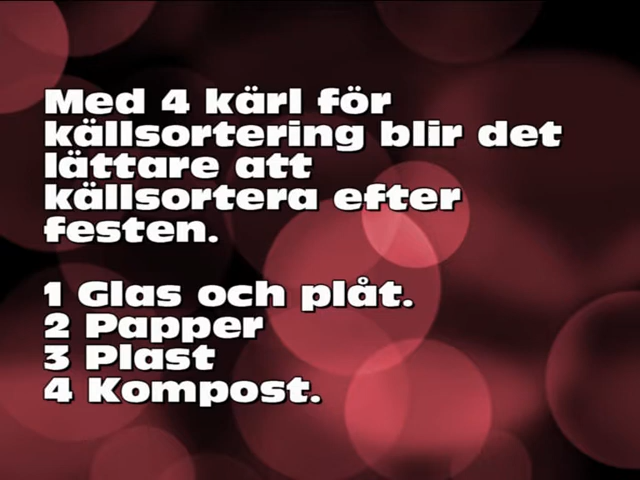 Med 4 kärl för
källsortering blir det
lättare att
källsortera efter
festen.
1 Glas och plåt.
2 Papper
3 Plast
4 Kompost.